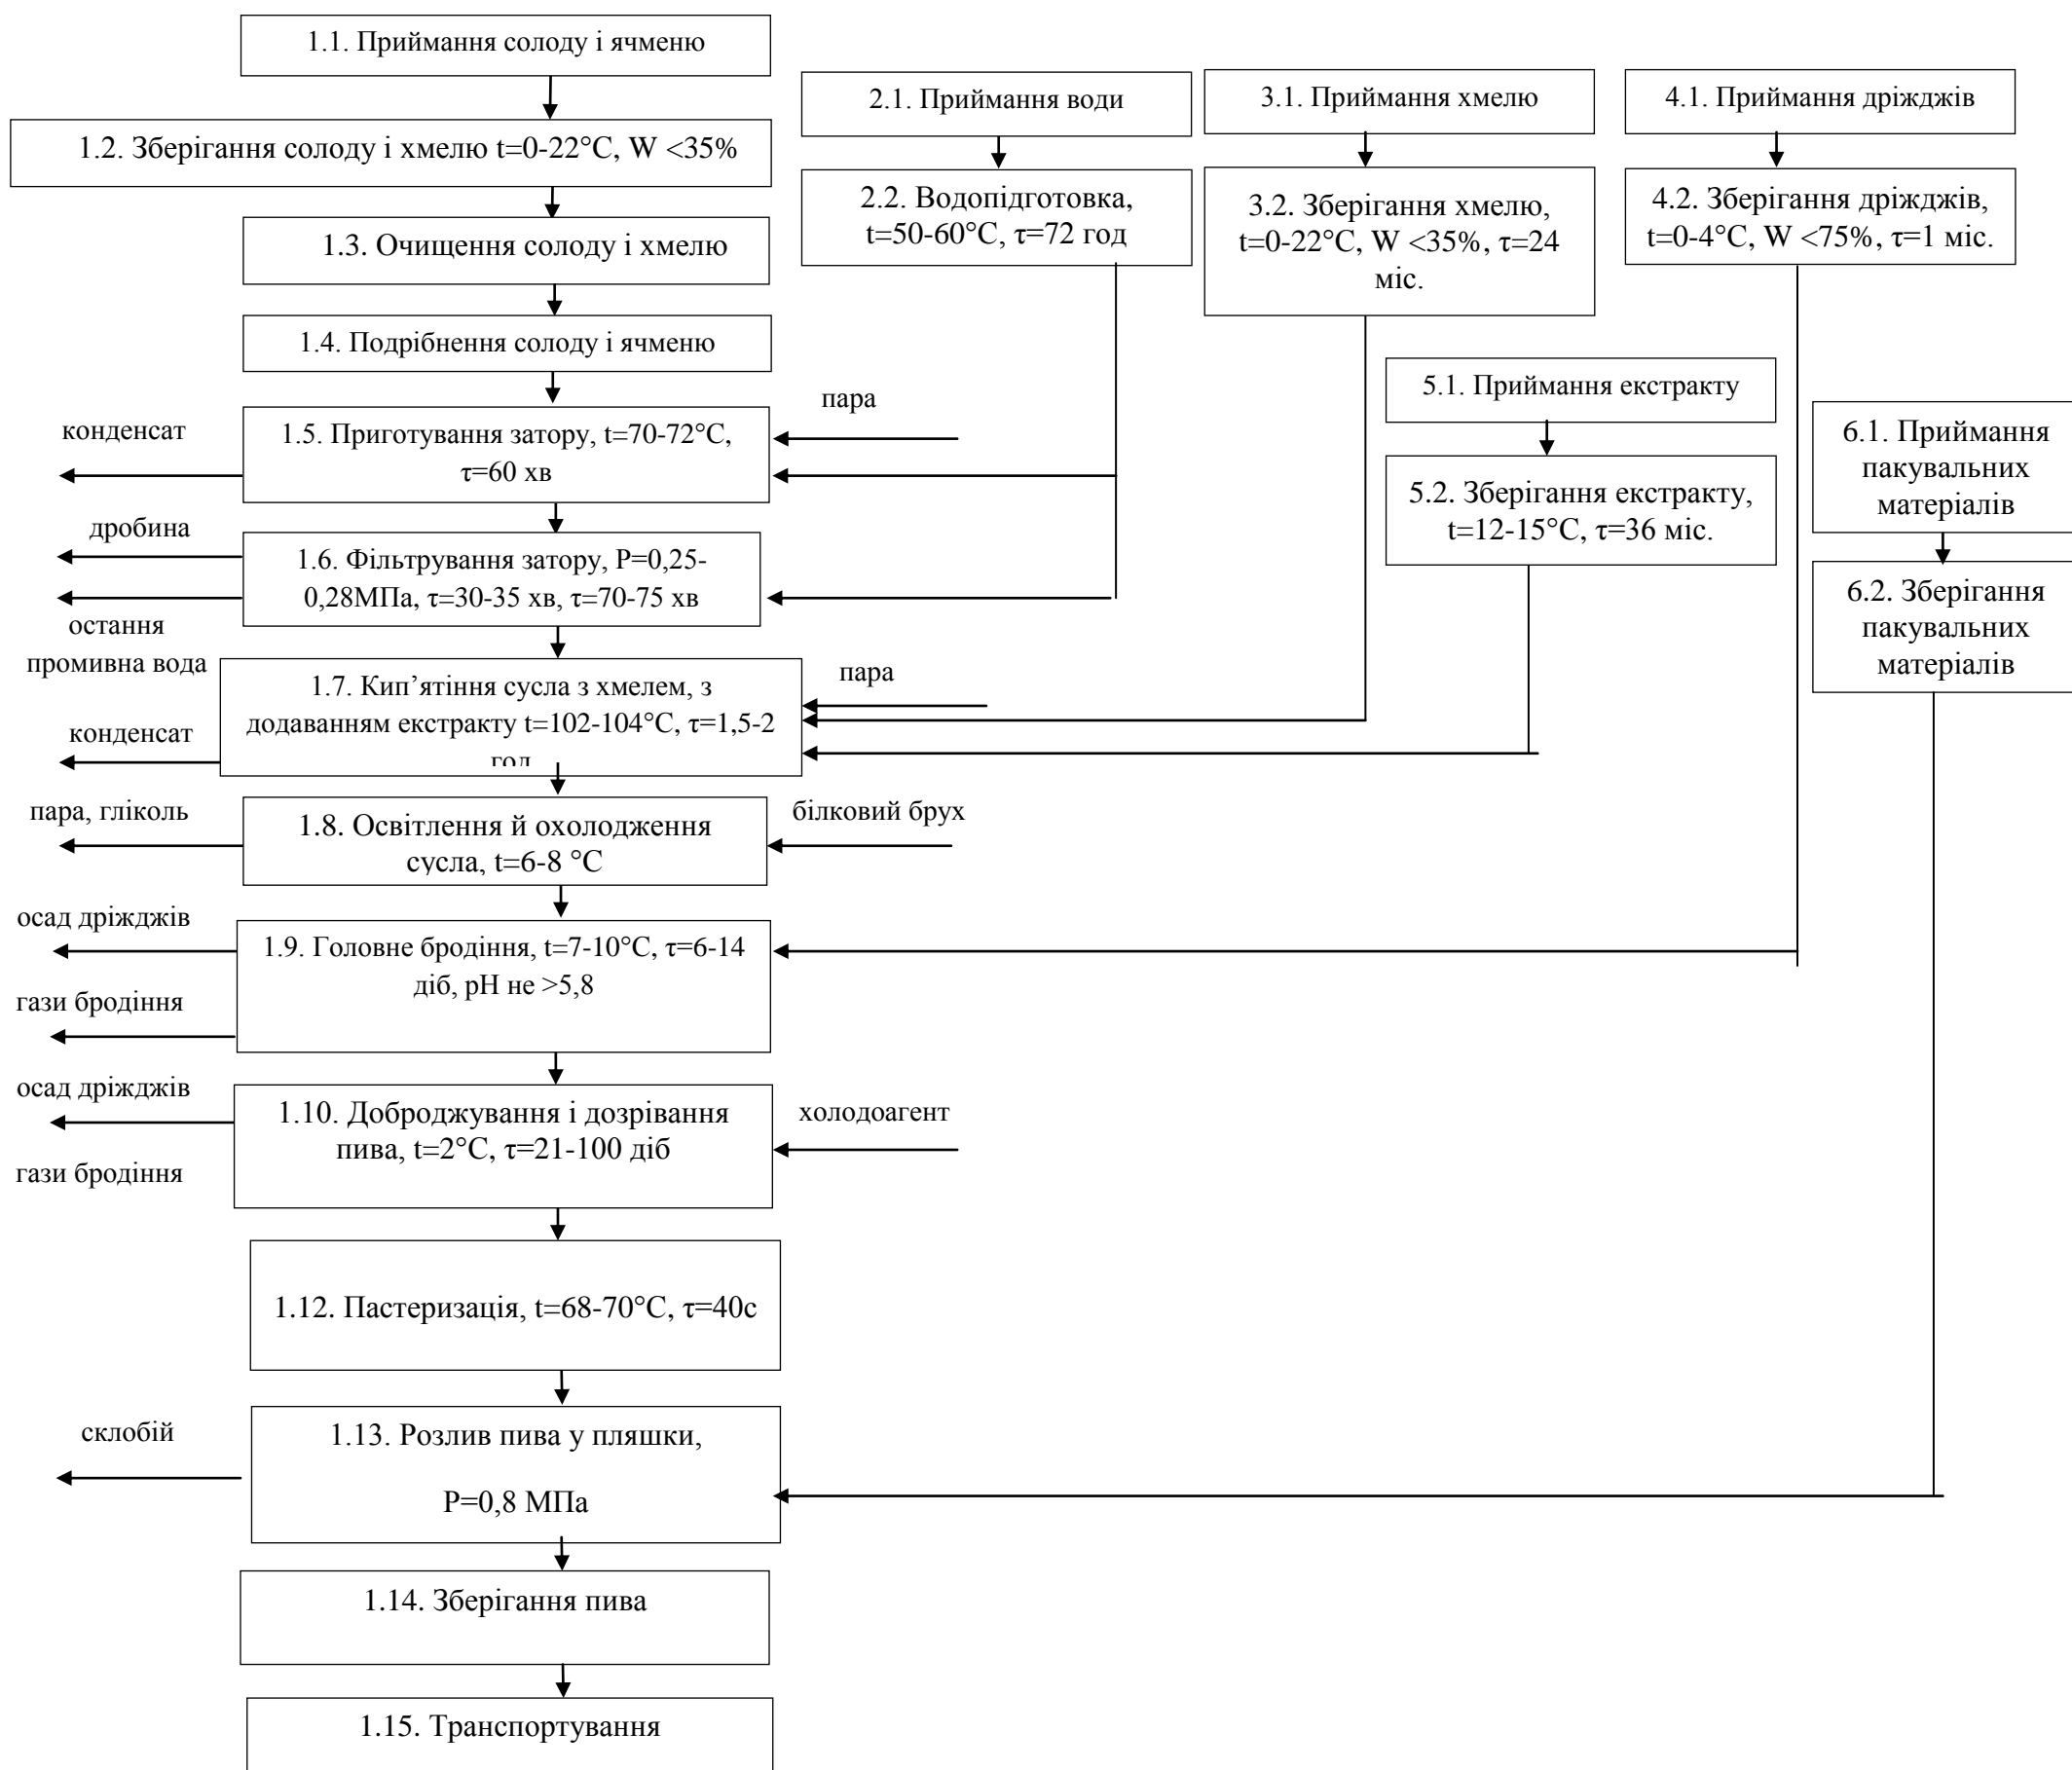 1.1. Приймання солоду і ячменю
1.2. Зберігання солоду і хмелю t=0-22°C, W <35%
1.3. Очищення солоду і хмелю
1.4. Подрібнення солоду і ячменю
2.1. Приймання води
2.2. Водопідготовка,
t=50-60°C, τ=72 год
3.1. Приймання хмелю
3.2. Зберігання хмелю,
t=0-22°C, W <35%, τ=24
міс.
4.1. Приймання дріжджів
4.2. Зберігання дріжджів,
t=0-4°C, W <75%, τ=1 міс.
5.1. Приймання екстракту
5.2. Зберігання екстракту,
t=12-15°C, τ=36 міс.
6.1. Приймання
пакувальних
матеріалів
6.2. Зберігання
пакувальних
матеріалів
пара
конденсат
1.5. Приготування затору, t=70-72°C,
τ=60 хв
дробина
1.6. Фільтрування затору, P=0,25-
0,28МПа, τ=30-35 хв, τ=70-75 хв
остання
промивна вода
пара
1.7. Кип’ятіння сусла з хмелем, з
додаванням екстракту t=102-104°C, τ=1,5-2
год
конденсат
пара, гліколь
1.8. Освітлення й охолодження
сусла, t=6-8 °C
білковий брух
осад дріжджів
1.9. Головне бродіння, t=7-10°C, τ=6-14
діб, pH не >5,8
гази бродіння
осад дріжджів
1.10. Доброджування і дозрівання
пива, t=2°C, τ=21-100 діб
холодоагент
гази бродіння
1.12. Пастеризація, t=68-70°C, τ=40с
склобій
1.13. Розлив пива у пляшки,
P=0,8 МПа
1.14. Зберігання пива
1.15. Транспортування